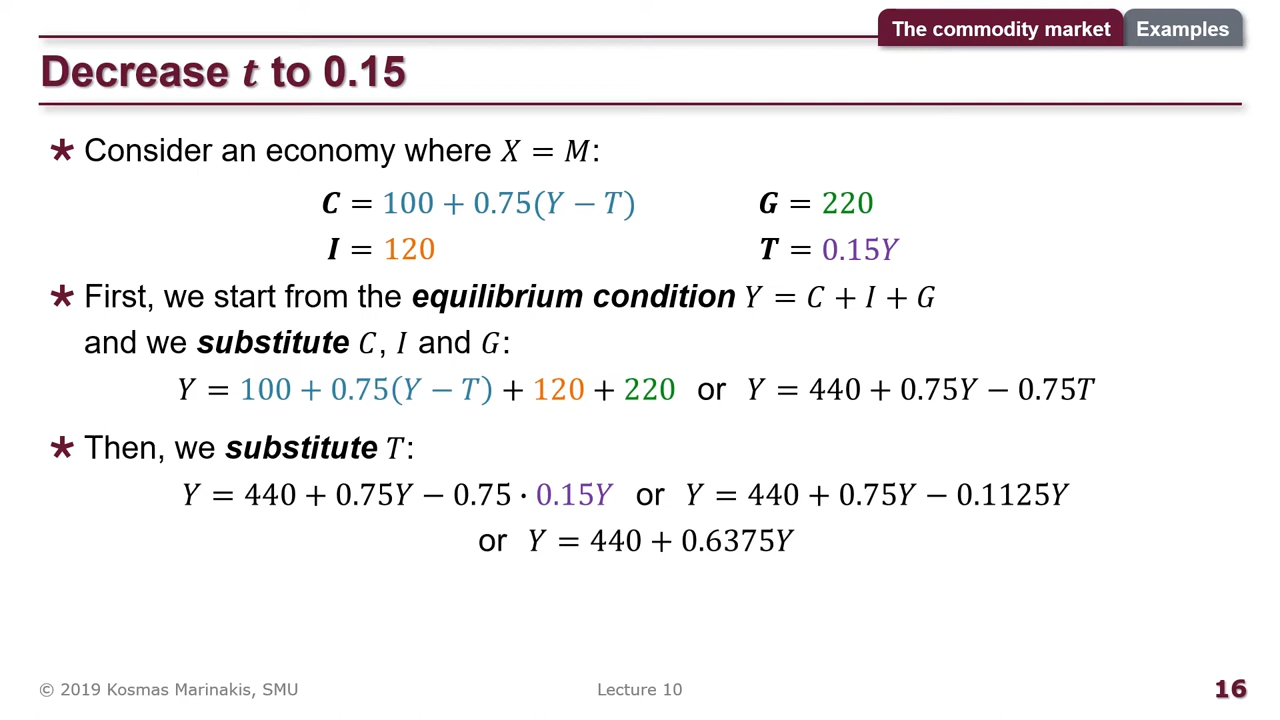 The commodity market Examples
Decrease 𝑡 to 0.15
* Consider an economy where 𝑋 = 𝑀:
𝑪 = 100 + 0.75(𝑌 − 𝑇) 𝑮 = 220
𝑰 = 120 𝑻 = 0.15𝑌
* First, we start from the equilibrium condition 𝑌 = 𝐶 + 𝐼 + 𝐺
and we substitute 𝐶, 𝐼 and 𝐺:
𝑌 = 100 + 0.75(𝑌 − 𝑇) + 120 + 220 or 𝑌 = 440 + 0.75𝑌 − 0.75𝑇
* Then, we substitute 𝑇:
𝑌 = 440 + 0.75𝑌 − 0.75 · 0.15𝑌 or 𝑌 = 440 + 0.75𝑌 − 0.1125𝑌
or 𝑌 = 440 + 0.6375𝑌
© 2019 Kosmas Marinakis, SMU Lecture 10 16